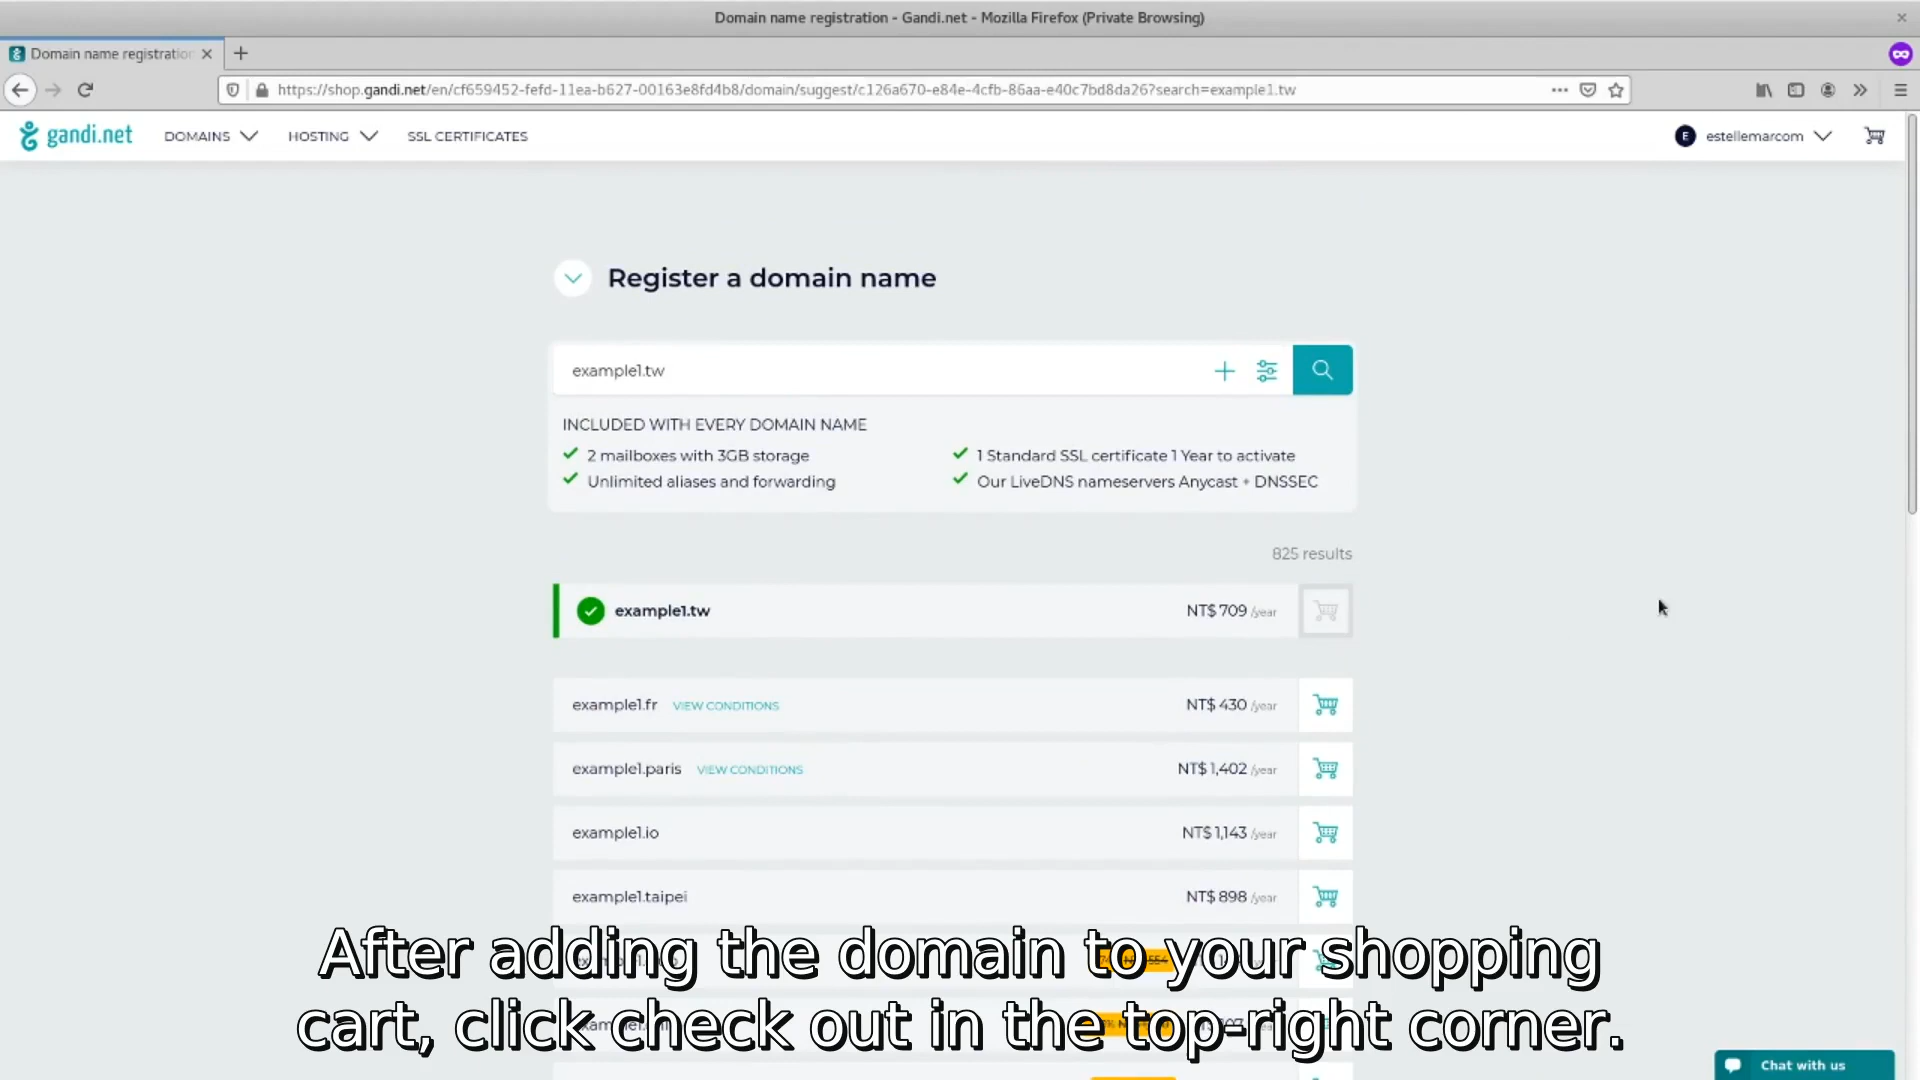 Domain name registration - Gandi.net - Mozilla Firefox (Private Browsing)
Domain name registration
https://shop.gandi.net/en/cf659452-fefd-11ea-b627-00163e8fd4b8/domain/suggest/c126a670-e84e-4cfb-86aa-e40c7bd8da26?search=example1.tw
gandi.net DOMAINS HOSTING SSL CERTIFICATES E estellemarcom
Register a domain name
example1.tw
INCLUDED WITH EVERY DOMAIN NAME
2 mailboxes with 3GB storage 1 Standard SSL certificate 1 Year to activate
Unlimited aliases and forwarding Our LiveDNS nameservers Anycast + DNSSEC
825 results
example1.tw NT$ 709 /year
example1.fr VIEW CONDITIONS NT$ 430 /year
example1.paris VIEW CONDITIONS NT$ 1,402 /year
example1.io NT$ 1,143 /year
example1.taipei NT$ 898 /year
After adding the domain to your shopping
cart, click check out in the top-right corner.
Chat with us